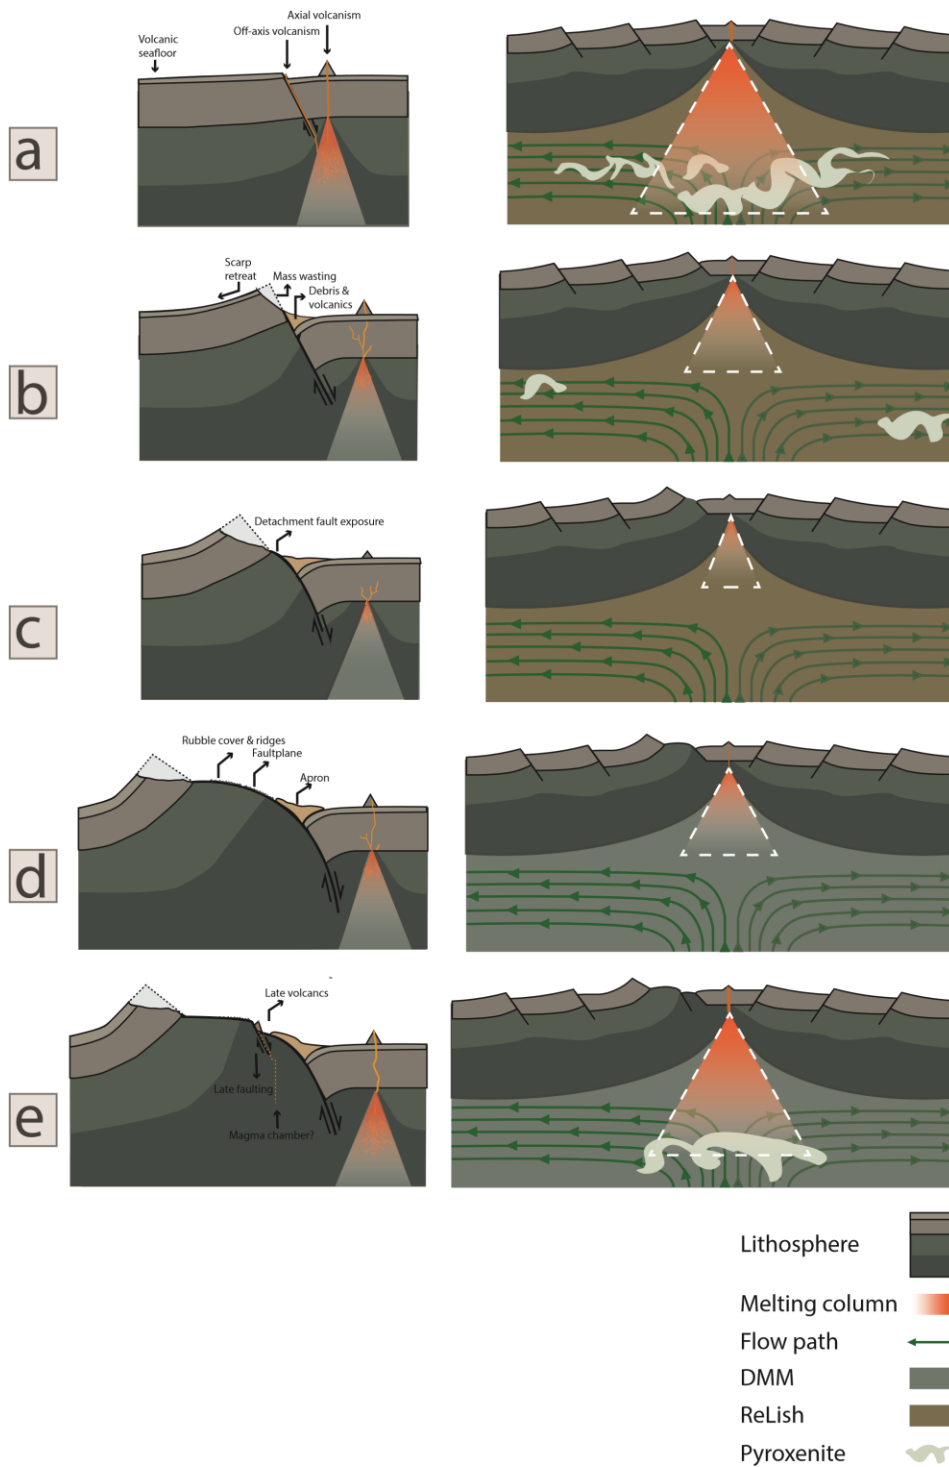 Axial volcanism
Off-axis volcanism
Volcanic
seafloor
a
Scarp
retreat
Mass wasting
Debris &
volcanics
b
Detachment fault exposure
c
Rubble cover & ridges
Faultplane
Apron
d
Late volcancs
Late faulting
Magma chamber?
e
Lithosphere
Melting column
Flow path
DMM
ReLish
Pyroxenite